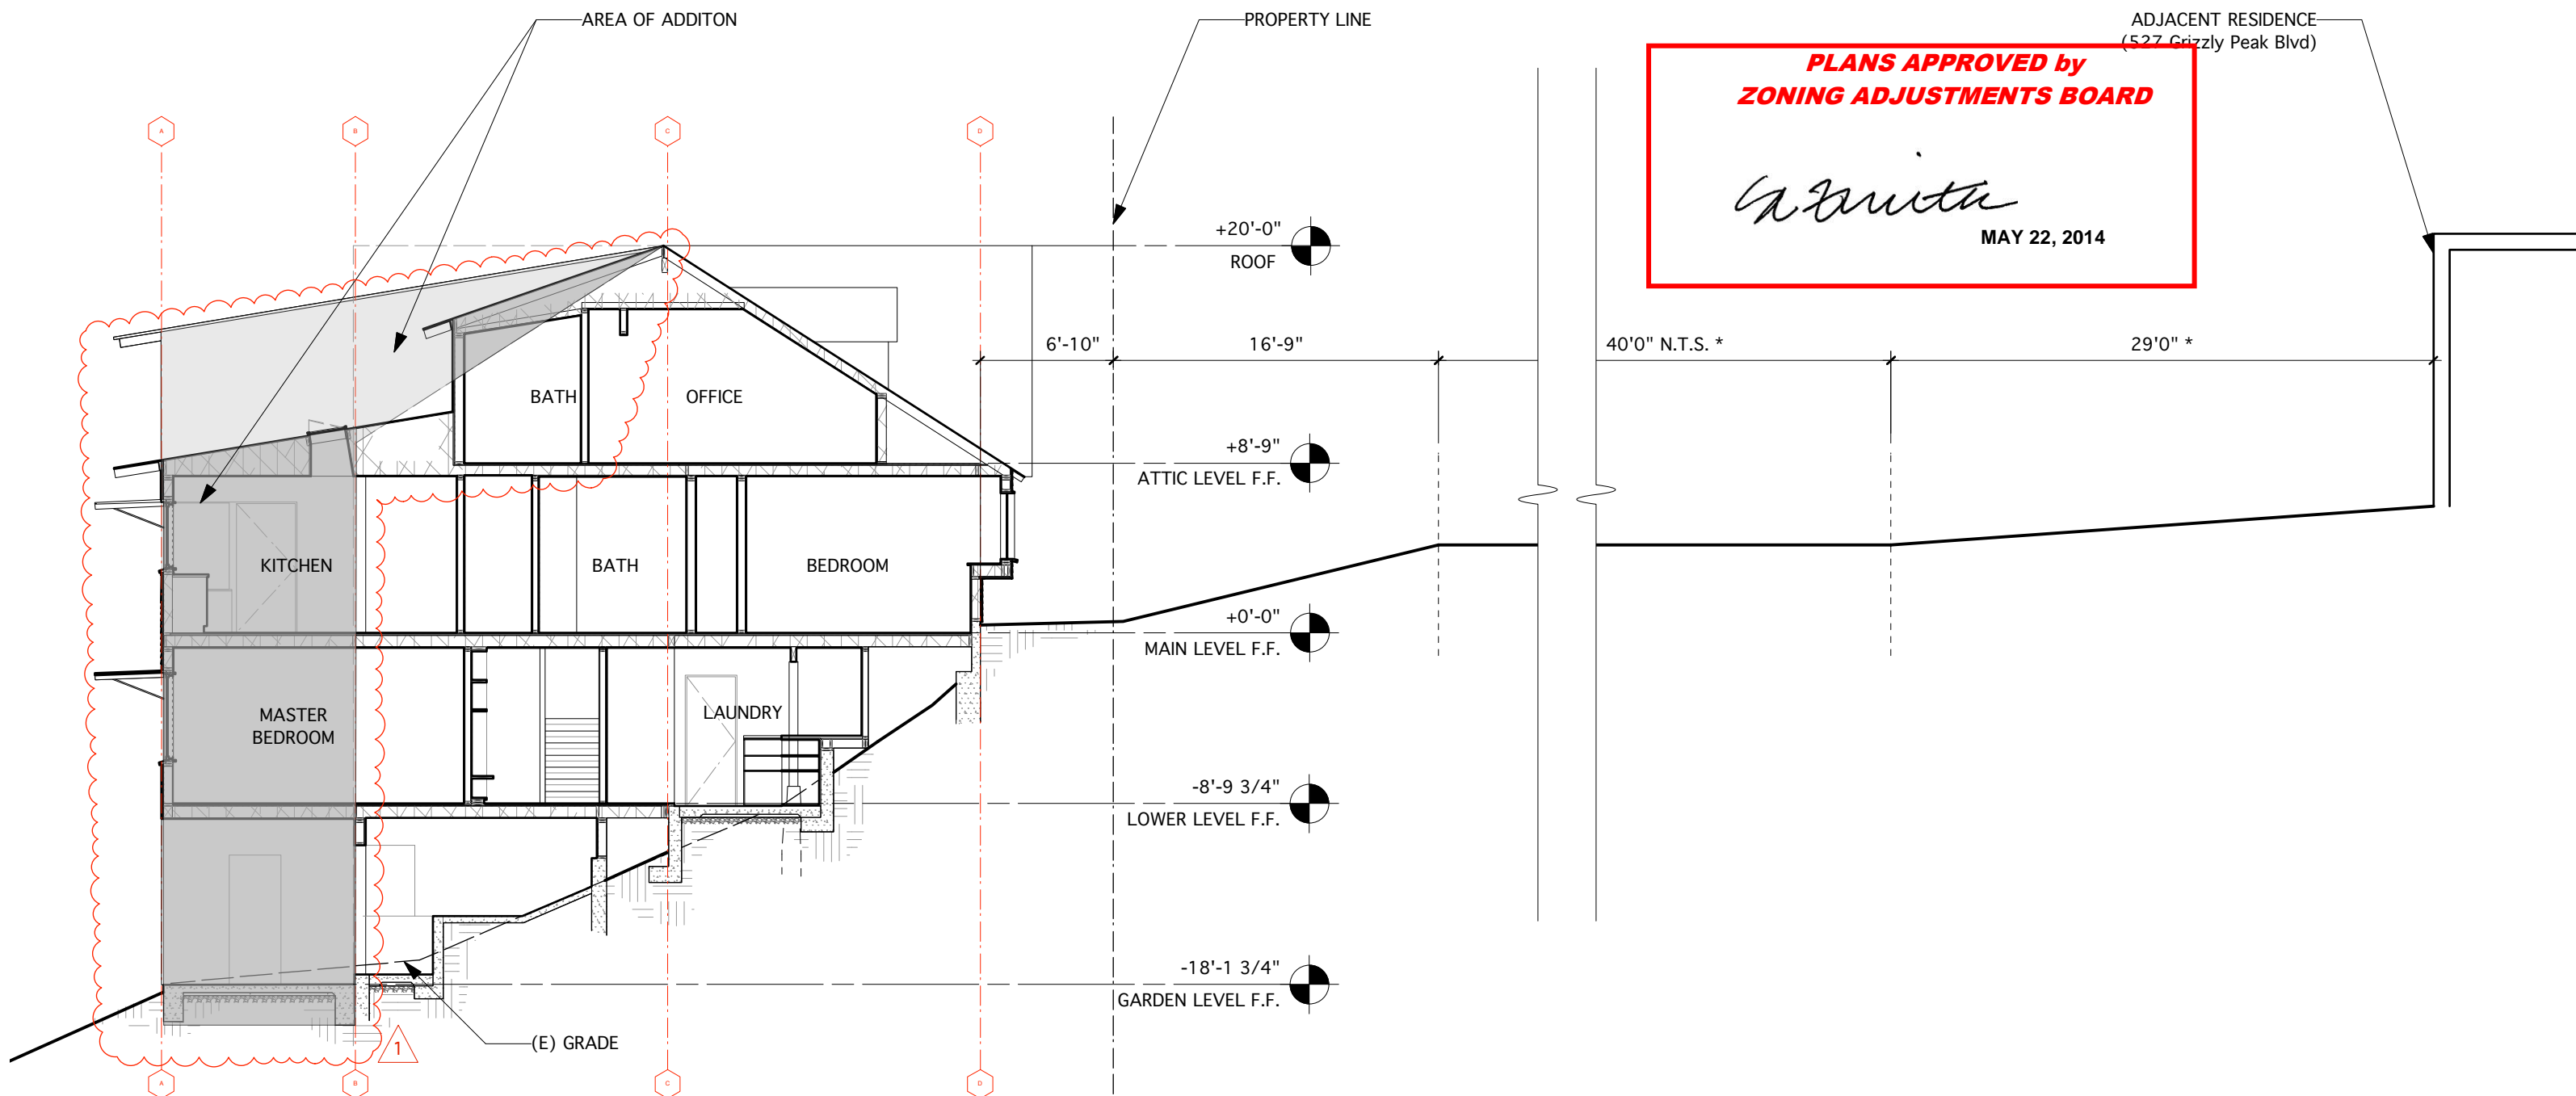 AREA OF ADDITON
PROPERTY LINE
ADJACENT RESIDENCE
(527 Grizzly Peak Blvd)
PLANS APPROVED by
ZONING ADJUSTMENTS BOARD
MAY 22, 2014
A
B
C
D
+20'-0"
ROOF
6'-10"
16'-9"
40'0" N.T.S. *
29'0" *
BATH
OFFICE
+8'-9"
ATTIC LEVEL F.F.
KITCHEN
BATH
BEDROOM
+0'-0"
MAIN LEVEL F.F.
MASTER
BEDROOM
LAUNDRY
-8'-9 3/4"
LOWER LEVEL F.F.
-18'-1 3/4"
GARDEN LEVEL F.F.
(E) GRADE
1
A
B
C
D